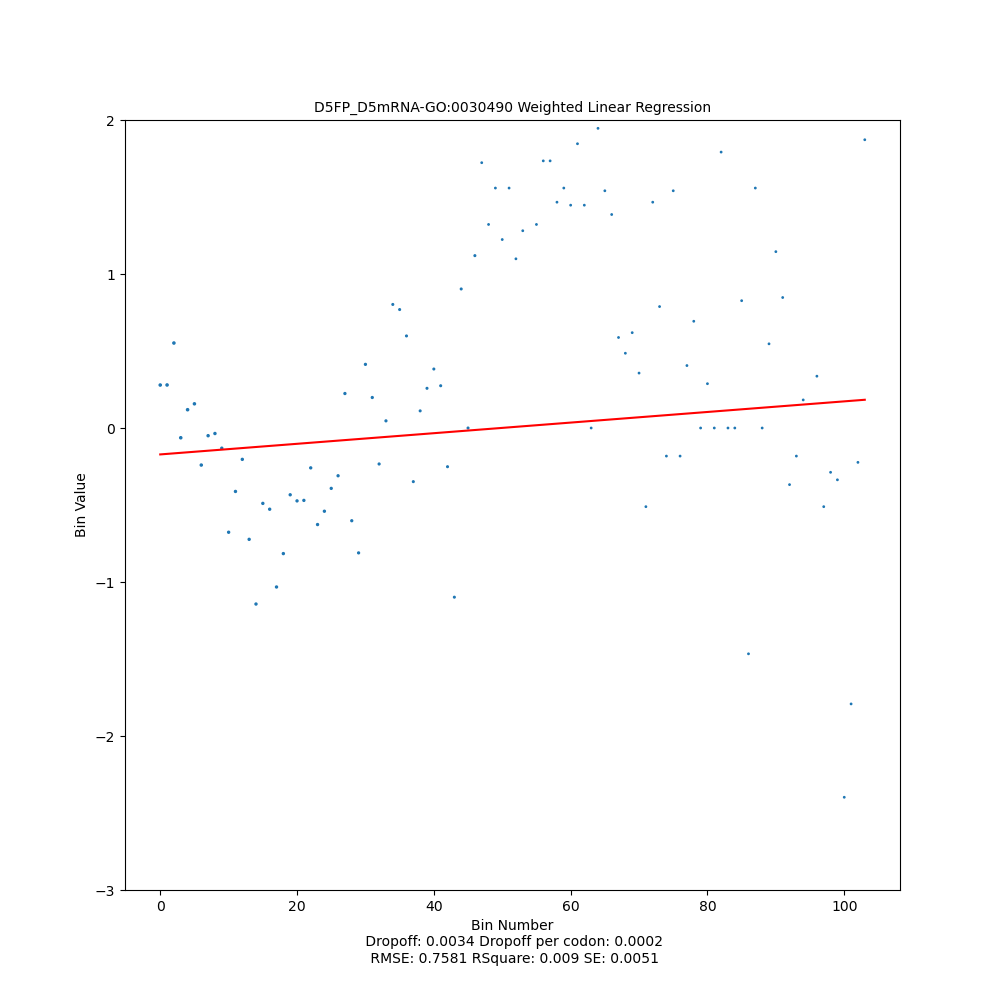 D5FP_D5mRNA-GO:0030490 Weighted Linear Regression
2
1
0
−1
−2
−3
Bin Value
0 20 40 60 80 100
Bin Number
Dropoff: 0.0034 Dropoff per codon: 0.0002
RMSE: 0.7581 RSquare: 0.009 SE: 0.0051